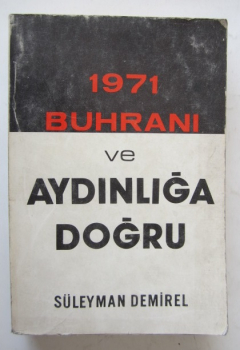 1971
BUHRANI
ve
AYDINLIĞA
DOĞRU
SÜLEYMAN DEMİREL